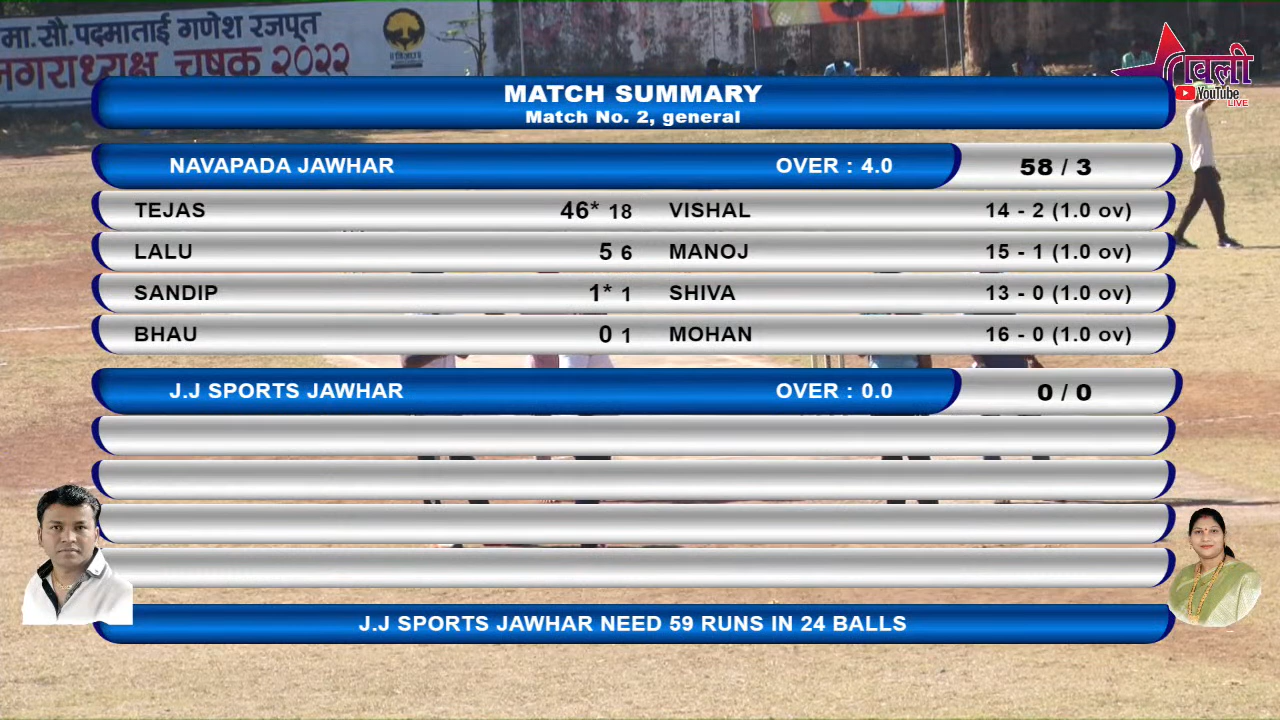 मा.सौ.पदमाताई गणेश रजपूत
नगराध्यक्ष चषक २०२२
YouTube
LIVE
MATCH SUMMARY
Match No. 2, general
NAVAPADA JAWHAR OVER : 4.0 58 / 3
TEJAS 46* 18 VISHAL 14 - 2 (1.0 ov)
LALU 5 6 MANOJ 15 - 1 (1.0 ov)
SANDIP 1* 1 SHIVA 13 - 0 (1.0 ov)
BHAU 0 1 MOHAN 16 - 0 (1.0 ov)
J.J SPORTS JAWHAR OVER : 0.0 0 / 0
J.J SPORTS JAWHAR NEED 59 RUNS IN 24 BALLS